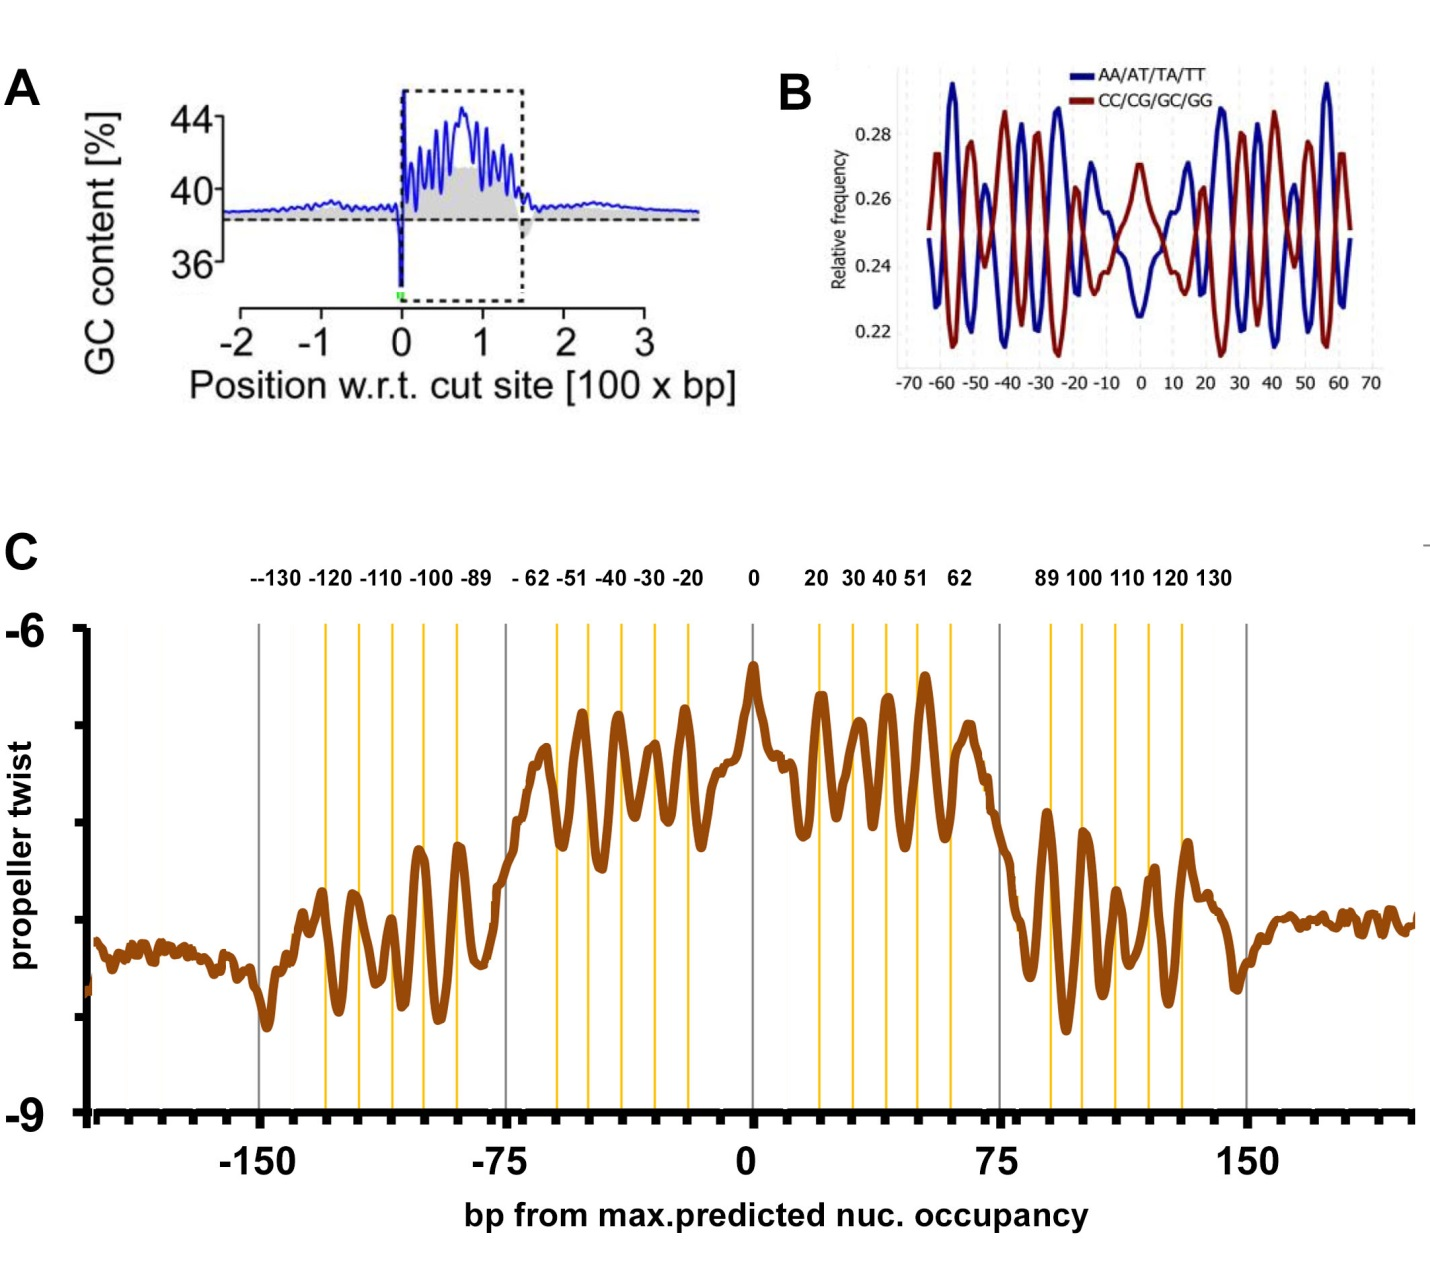 A
GC content [%]
44
40
36
-2 -1 0 1 2 3
Position w.r.t. cut site [100 x bp]
B
AA/AT/TA/TT
CC/CG/GC/GG
Relative frequency
0.28
0.26
0.24
0.22
-70 -60 -50 -40 -30 -20 -10 0 10 20 30 40 50 60 70
C
--130 -120 -110 -100 -89 - 62 -51 -40 -30 -20 0 20 30 40 51 62 89 100 110 120 130
-6
propeller twist
-9
-150 -75 0 75 150
bp from max.predicted nuc. occupancy